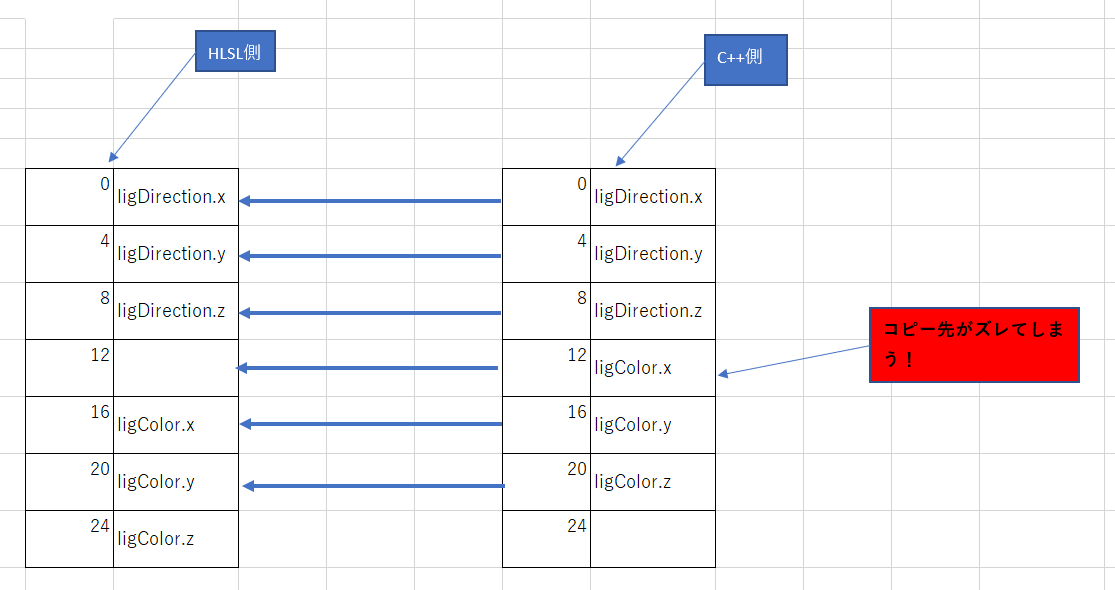 HLSL側
C++側
0 ligDirection.x
0 ligDirection.x
4 ligDirection.y
4 ligDirection.y
8 ligDirection.z
8 ligDirection.z
コピー先がズレてしま
う！
12
12 ligColor.x
16 ligColor.x
16 ligColor.y
20 ligColor.y
20 ligColor.z
24 ligColor.z
24